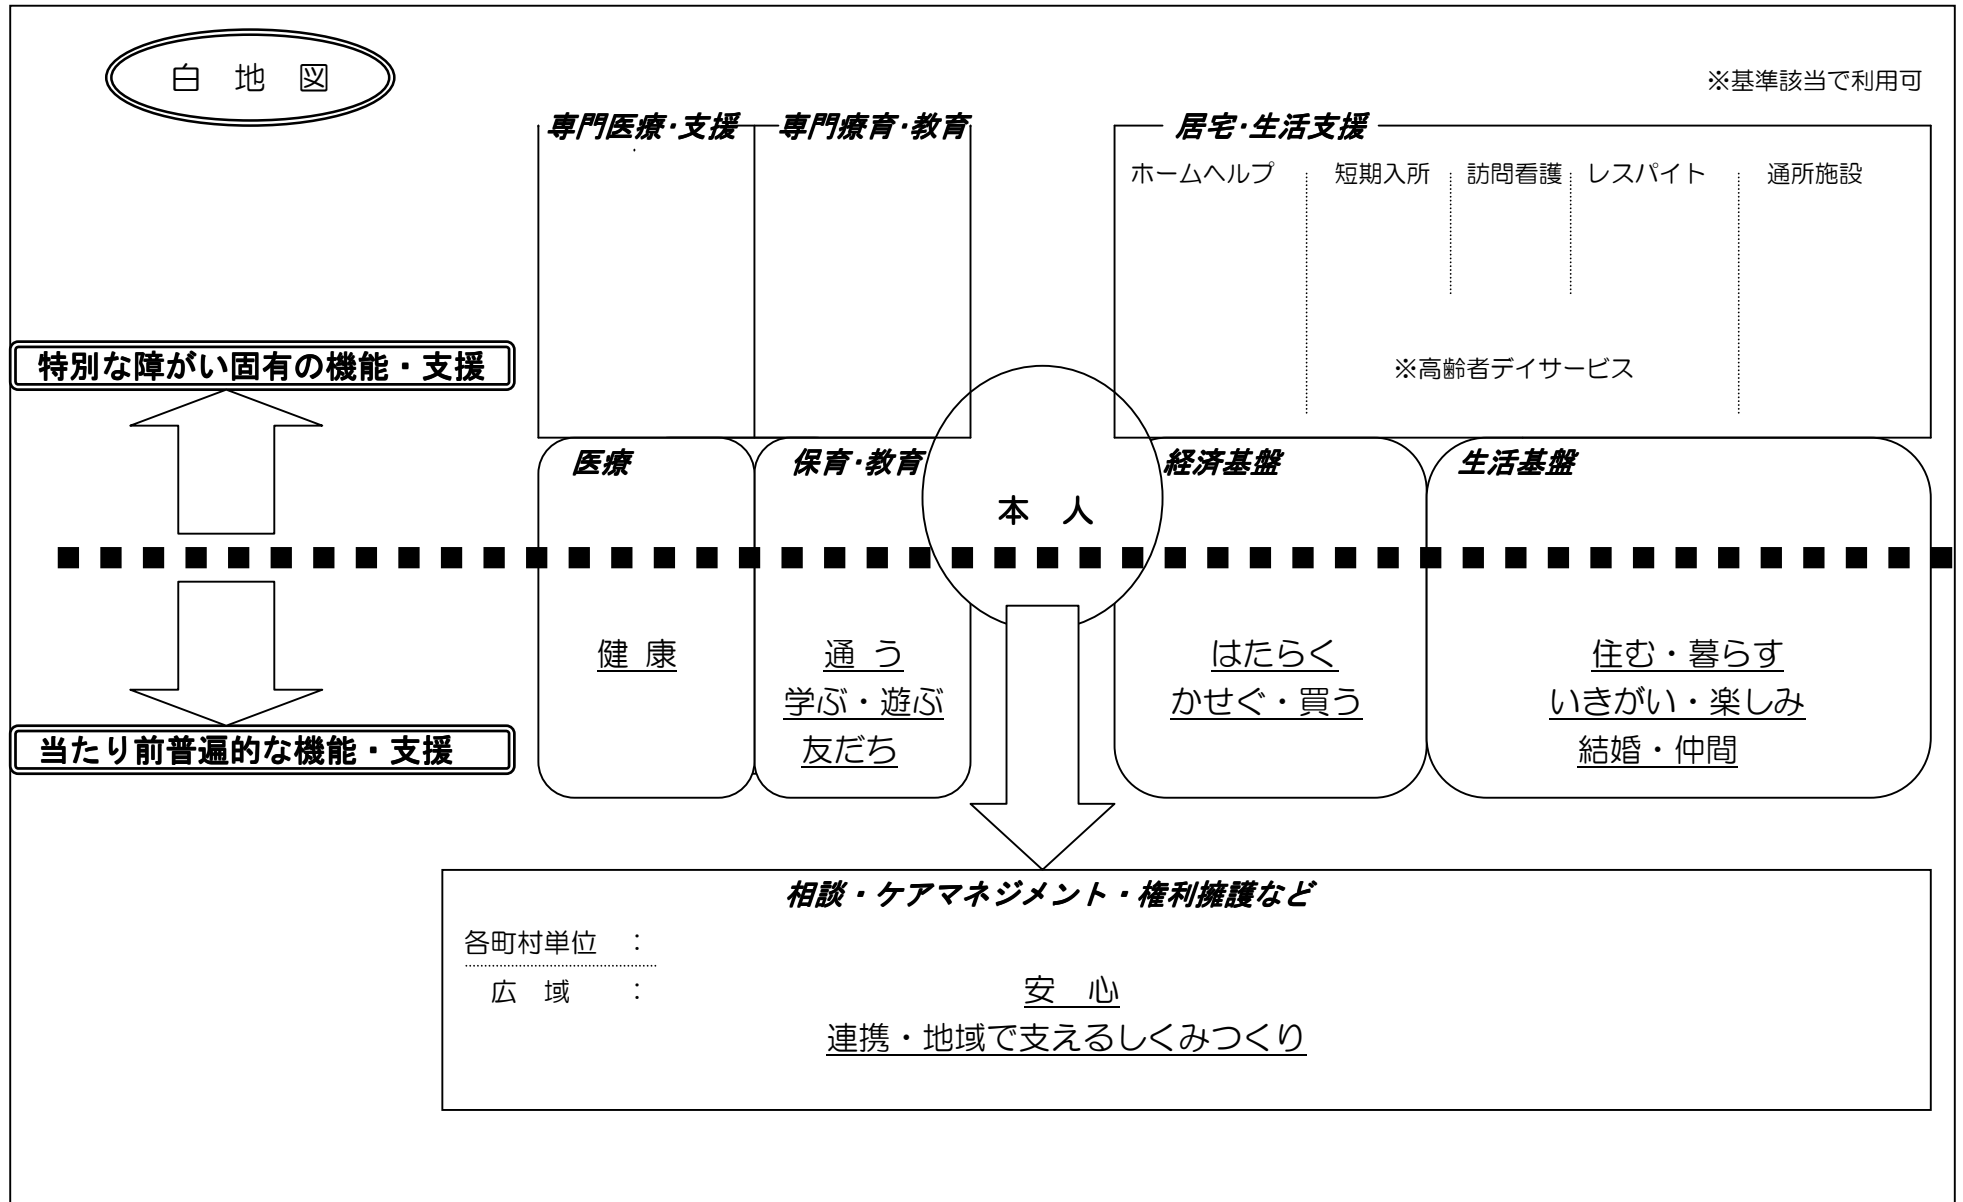 白 地 図
※基準該当で利用可
専門医療・支援
専門療育・教育
居宅・生活支援
ホームヘルプ 短期入所 訪問看護 レスパイト 通所施設
※高齢者デイサービス
特別な障がい固有の機能・支援
医療
保育・教育
本 人
経済基盤
生活基盤
健 康
通 う
学ぶ・遊ぶ
友だち
はたらく
かせぐ・買う
住む・暮らす
いきがい・楽しみ
結婚・仲間
当たり前普遍的な機能・支援
相談・ケアマネジメント・権利擁護など
各町村単位 ：
広 域 ：
安 心
連携・地域で支えるしくみつくり